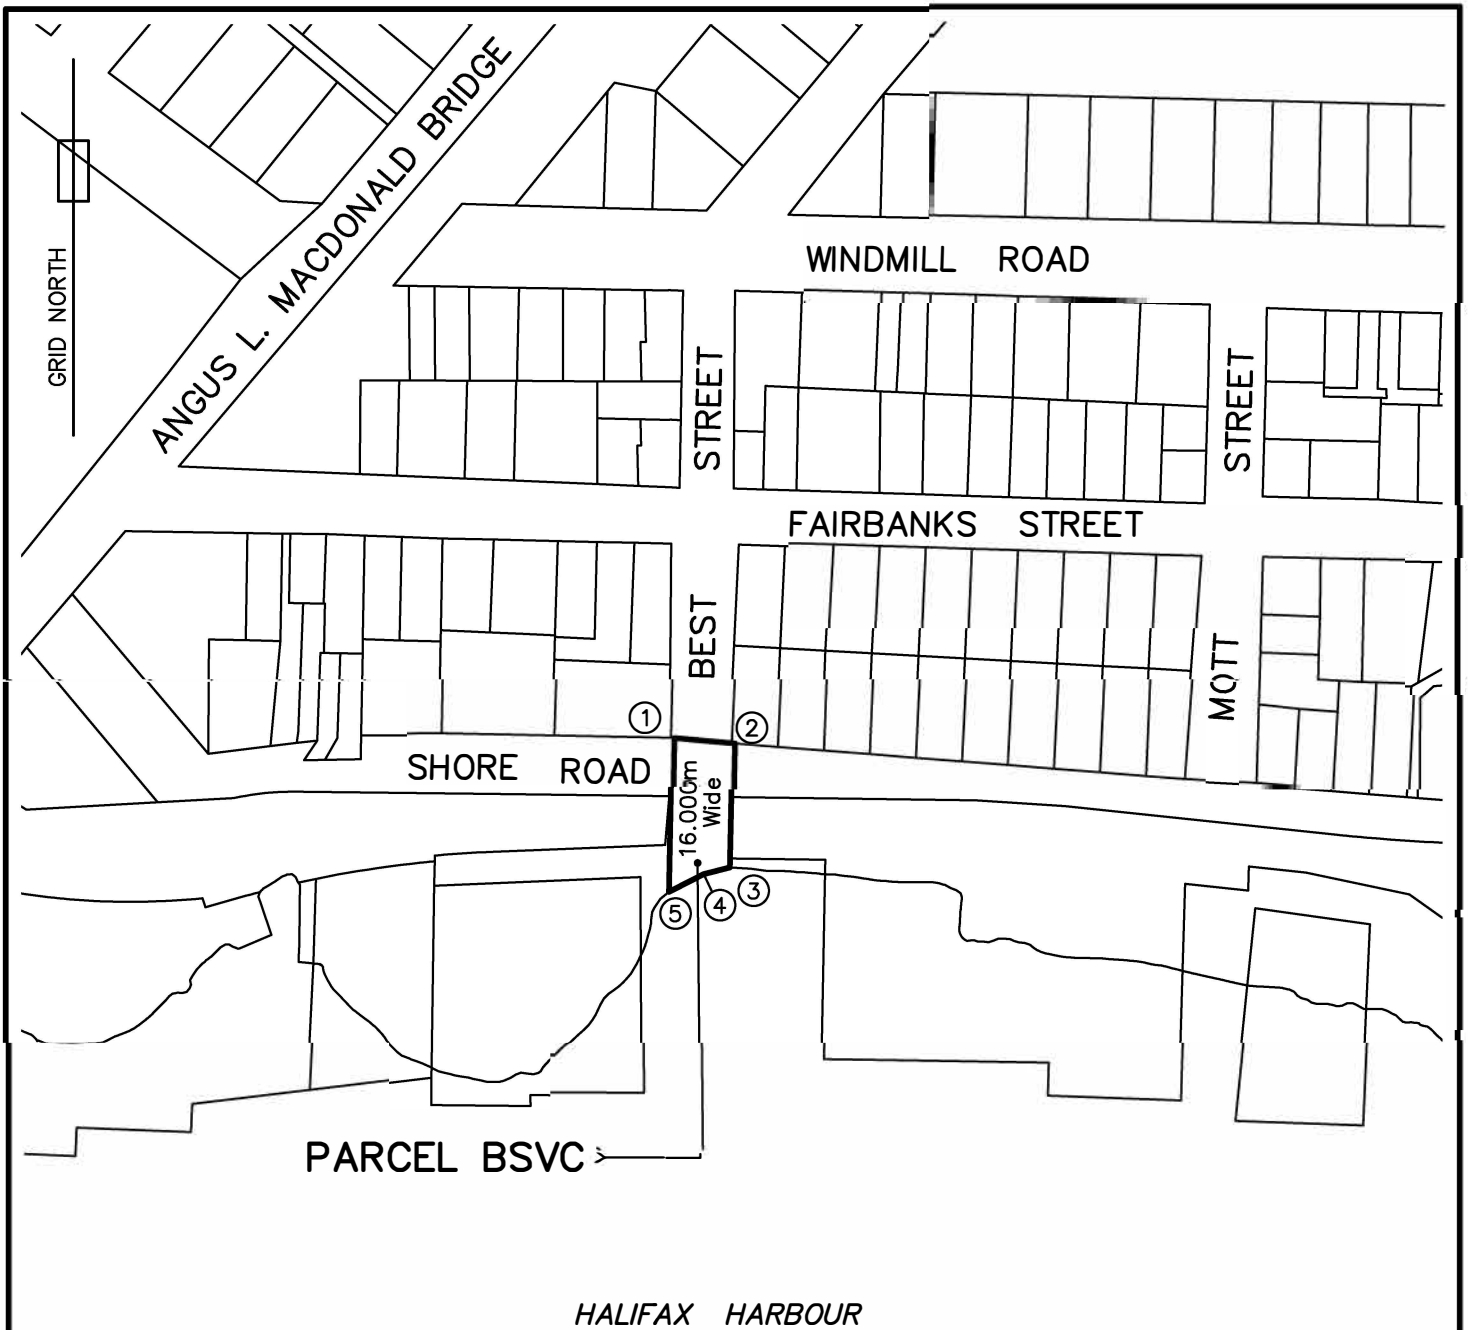 ANGUS L. MACDONALD BRIDGE
GRID NORTH
WINDMILL ROAD
STREET
STREET
FAIRBANKS STREET
BEST
MOTT
1
2
SHORE ROAD
16.000m
Wide
3
4
5
PARCEL BSVC
HALIFAX HARBOUR